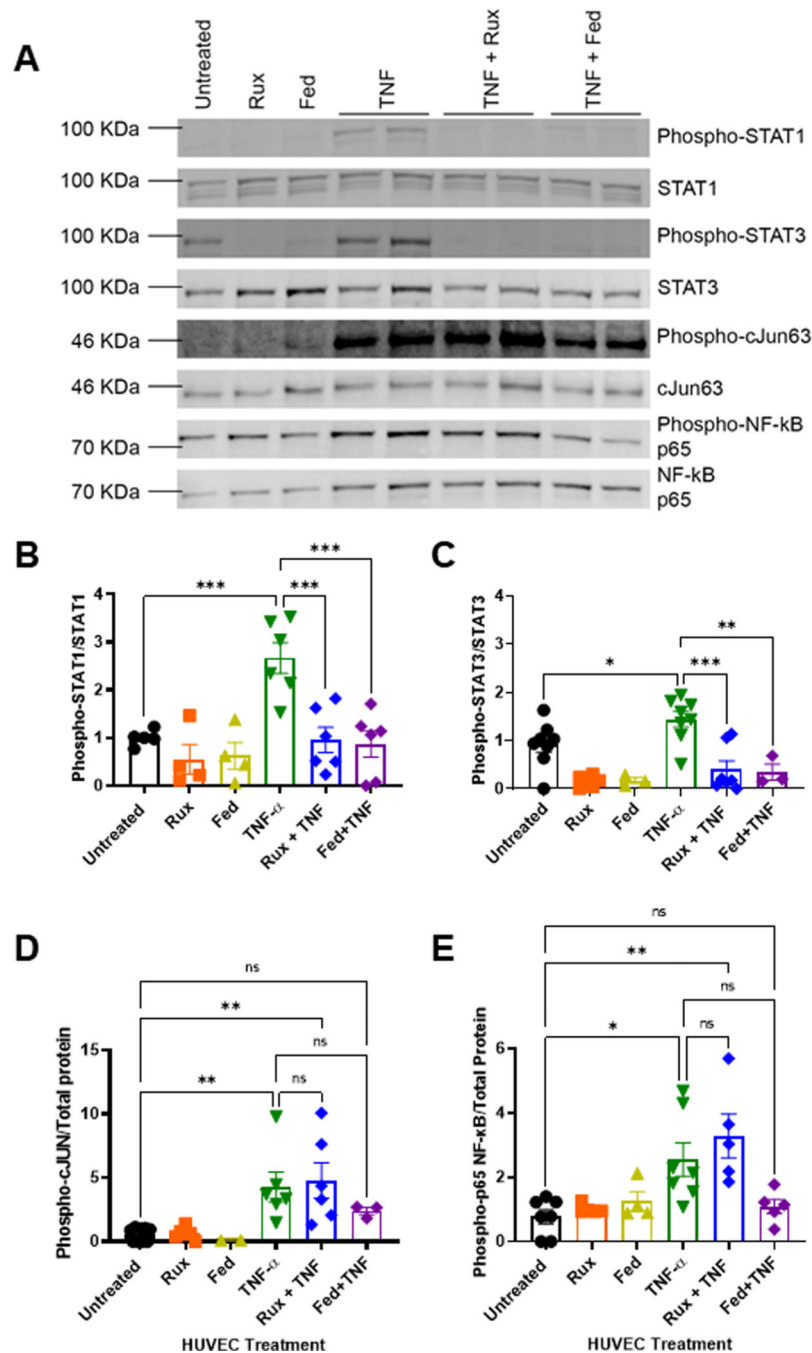 A
Untreated
Rux
Fed
TNF
TNF + Rux
TNF + Fed
100 KDa
Phospho-STAT1
100 KDa
STAT1
100 KDa
Phospho-STAT3
100 KDa
STAT3
46 KDa
Phospho-cJun63
46 KDa
cJun63
70 KDa
Phospho-NF-kB
p65
70 KDa
NF-kB
p65
B
***
***
***
Phospho-STAT1/STAT1
4
3
2
1
0
Untreated
Rux
Fed
TNF-α
Rux + TNF
Fed+TNF
C
**
*
***
Phospho-STAT3/STAT3
4
3
2
1
0
Untreated
Rux
Fed
TNF-α
Rux + TNF
Fed+TNF
D
ns
**
ns
**
ns
Phospho-cJUN/Total protein
15
10
5
0
Untreated
Rux
Fed
TNF-α
Rux + TNF
Fed+TNF
HUVEC Treatment
E
ns
**
ns
*
ns
Phospho-p65 NF-κB/Total Protein
6
4
2
0
Untreated
Rux
Fed
TNF-α
Rux + TNF
Fed+TNF
HUVEC Treatment